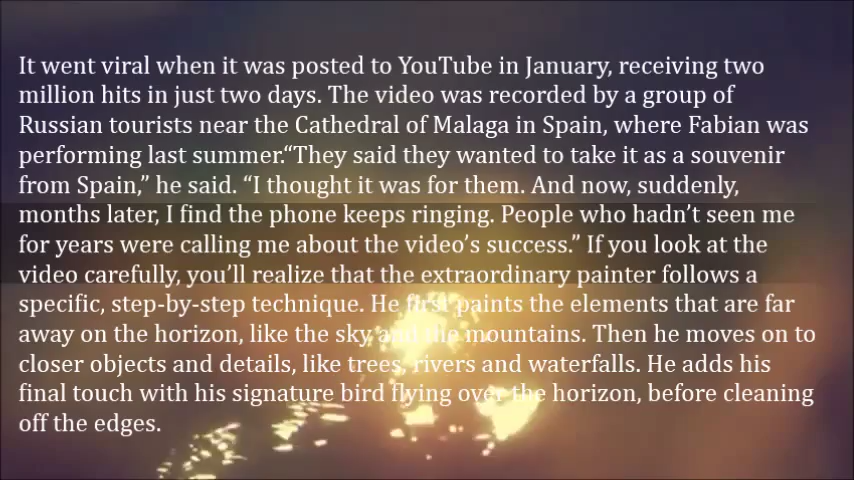 It went viral when it was posted to YouTube in January, receiving two
million hits in just two days. The video was recorded by a group of
Russian tourists near the Cathedral of Malaga in Spain, where Fabian was
performing last summer.“They said they wanted to take it as a souvenir
from Spain,” he said. “I thought it was for them. And now, suddenly,
months later, I find the phone keeps ringing. People who hadn’t seen me
for years were calling me about the video’s success.” If you look at the
video carefully, you’ll realize that the extraordinary painter follows a
specific, step-by-step technique. He first paints the elements that are far
away on the horizon, like the sky and the mountains. Then he moves on to
closer objects and details, like trees, rivers and waterfalls. He adds his
final touch with his signature bird flying over the horizon, before cleaning
off the edges.